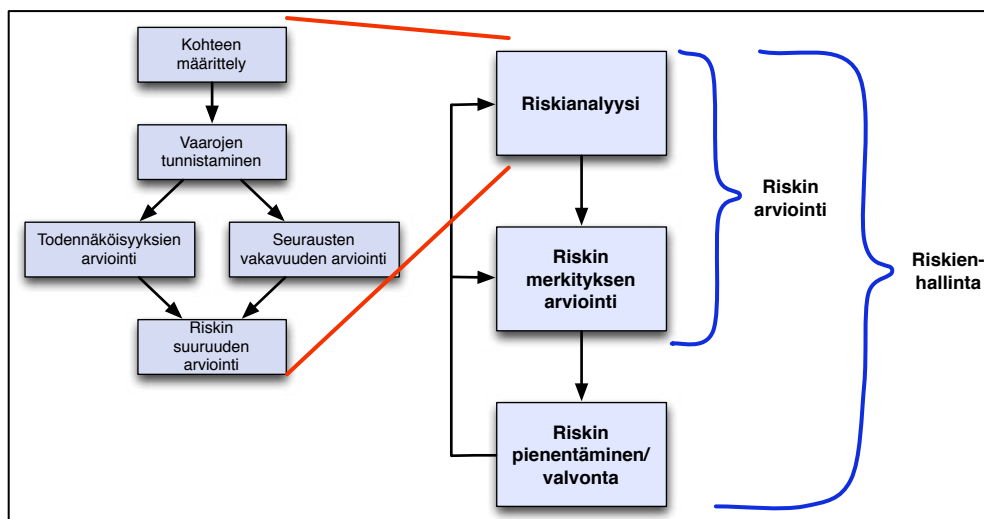 Kohteen
määrittely
Vaarojen
tunnistaminen
Todennäköisyyksien
arviointi
Seurausten
vakavuuden arviointi
Riskin
suuruuden
arviointi
Riskianalyysi
Riskin
merkityksen
arviointi
Riskin
pienentäminen/
valvonta
Riskin
arviointi
Riskien-
hallinta